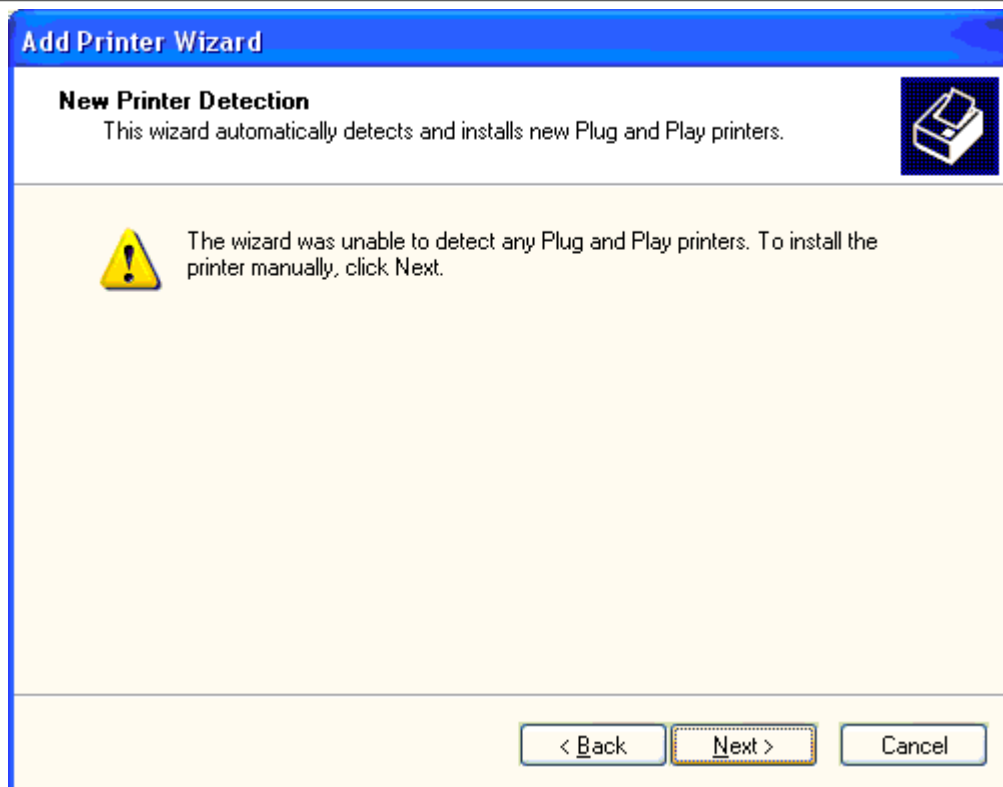 Add Printer Wizard
New Printer Detection
This wizard automatically detects and installs new Plug and Play printers.
The wizard was unable to detect any Plug and Play printers. To install the
printer manually, click Next.
< Back
Next >
Cancel